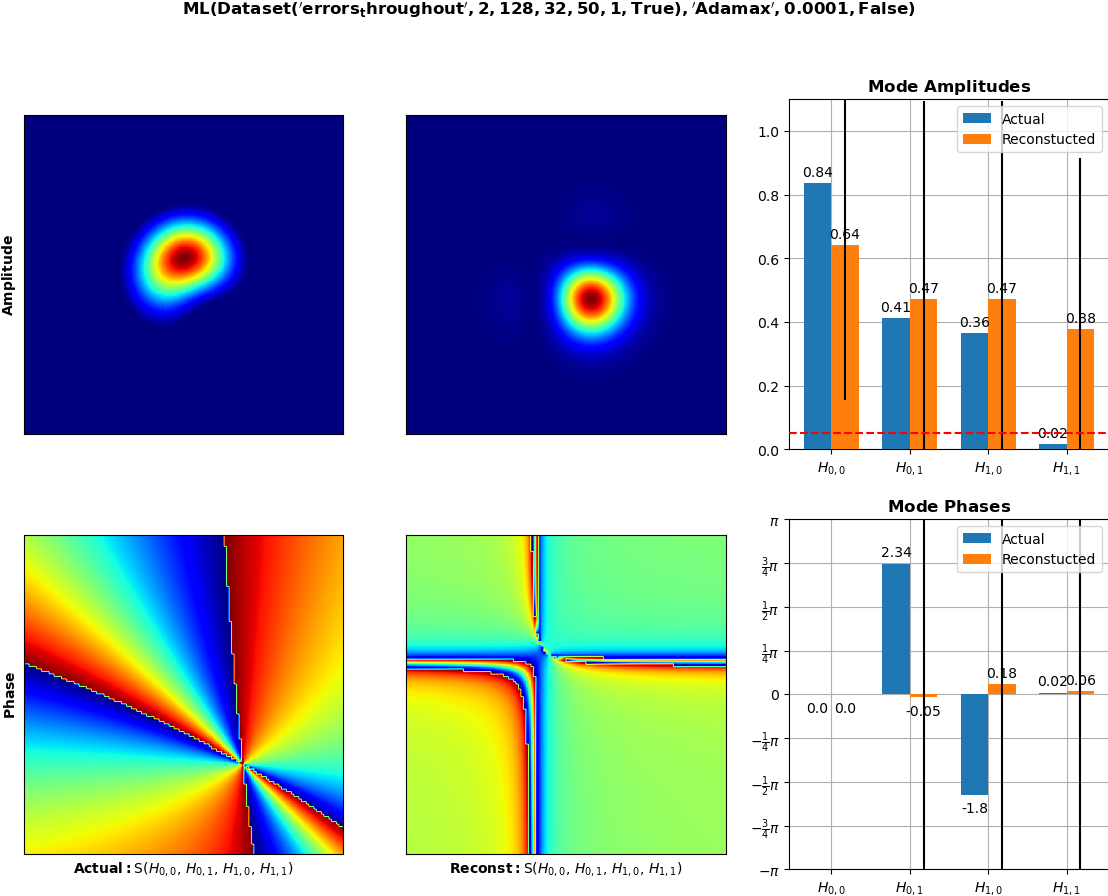 ML(Dataset('errors_throughout', 2, 128, 32, 50, 1, True), 'Adamax', 0.0001, False)
Amplitude
Mode Amplitudes
Actual
Reconstucted
1.0
0.8
0.6
0.4
0.2
0.0
0.84
0.64
0.41
0.47
0.36
0.47
0.02
0.38
H0,0
H0,1
H1,0
H1,1
Phase
Actual: S(H0,0, H0,1, H1,0, H1,1)
Reconst: S(H0,0, H0,1, H1,0, H1,1)
Mode Phases
Actual
Reconstucted
π
3/4π
1/2π
1/4π
0
−1/4π
−1/2π
−3/4π
−π
0.0
0.0
2.34
-0.05
-1.8
0.18
0.02
0.06
H0,0
H0,1
H1,0
H1,1